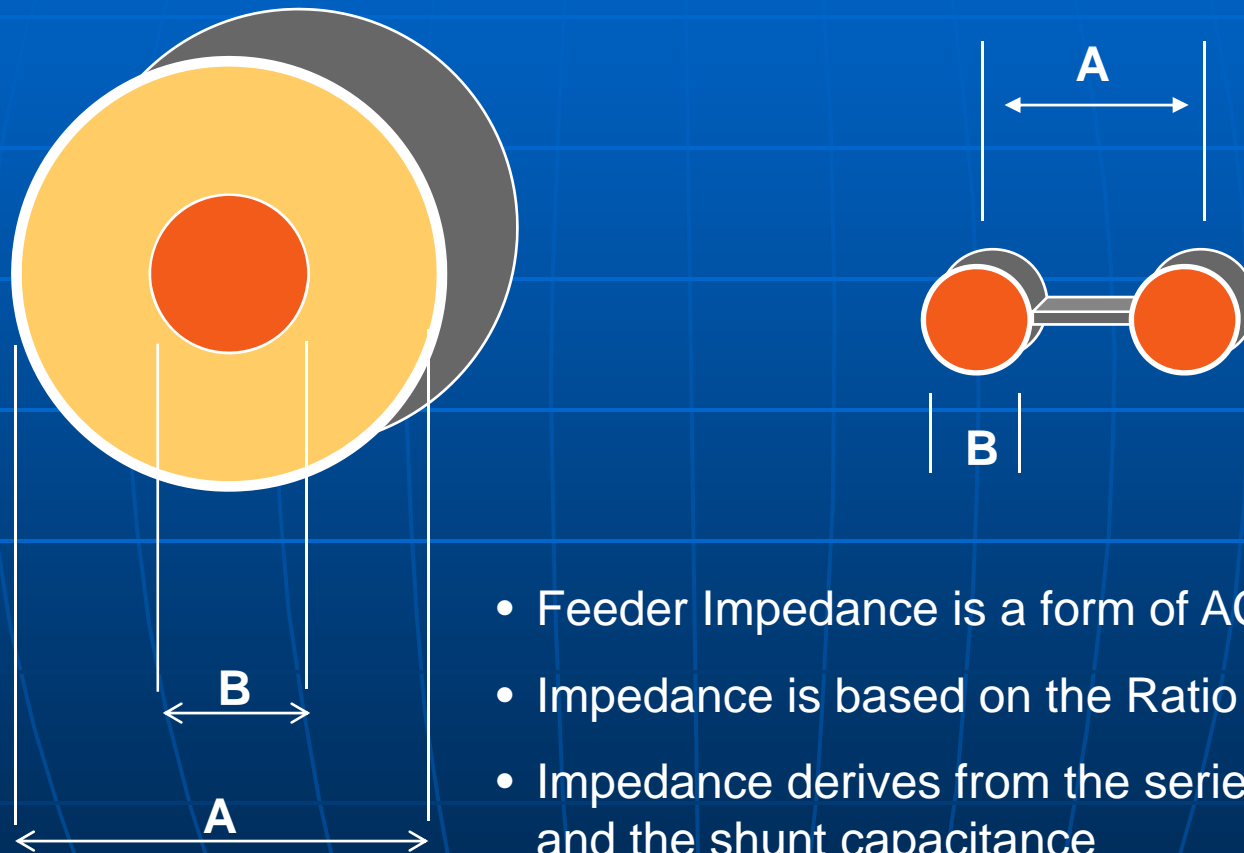 A
B
B
A
• Feeder Impedance is a form of AC
• Impedance is based on the Ratio
• Impedance derives from the serie
and the shunt capacitance